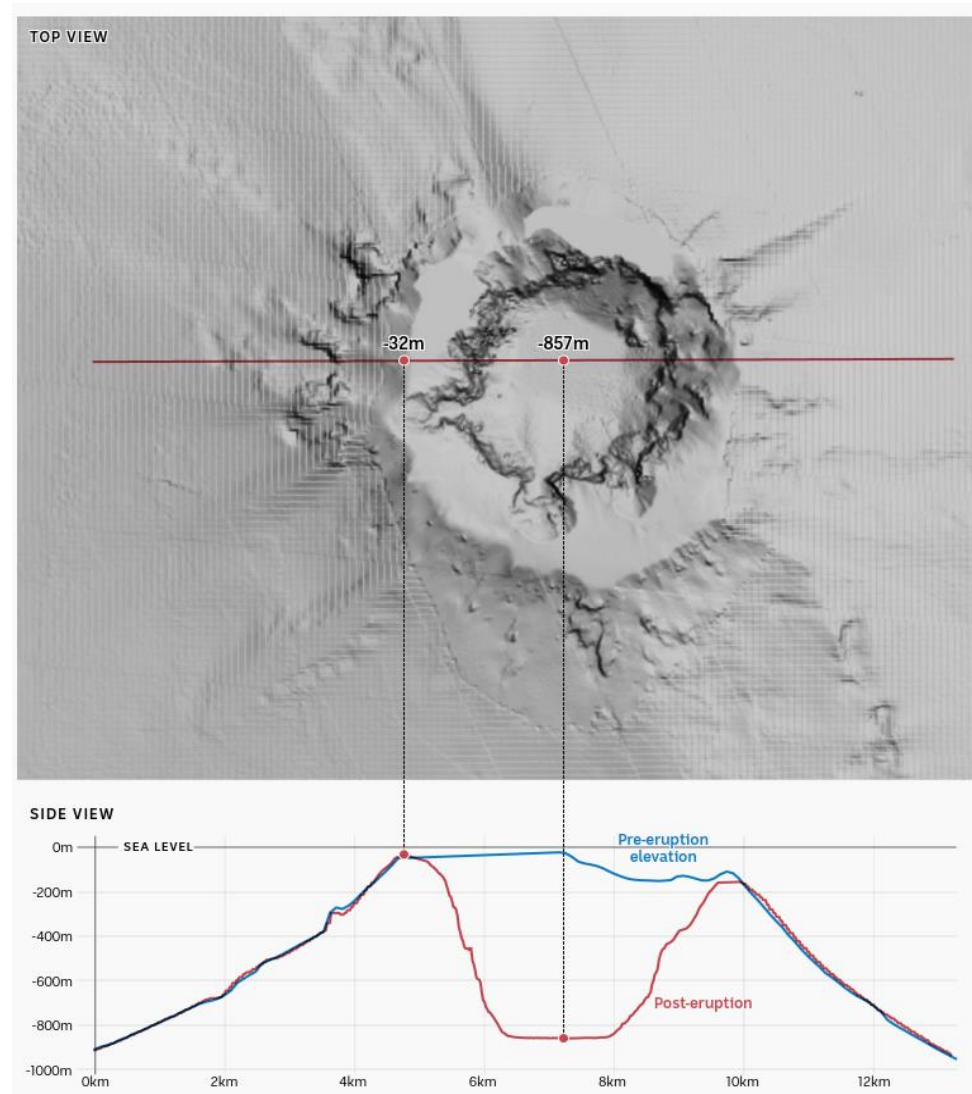 TOP VIEW
-32m
-857m
SIDE VIEW
Pre-eruption
elevation
0m
SEA LEVEL
-200m
-400m
-600m
Post-eruption
-800m
-1000m
0km
2km
4km
6km
8km
10km
12km